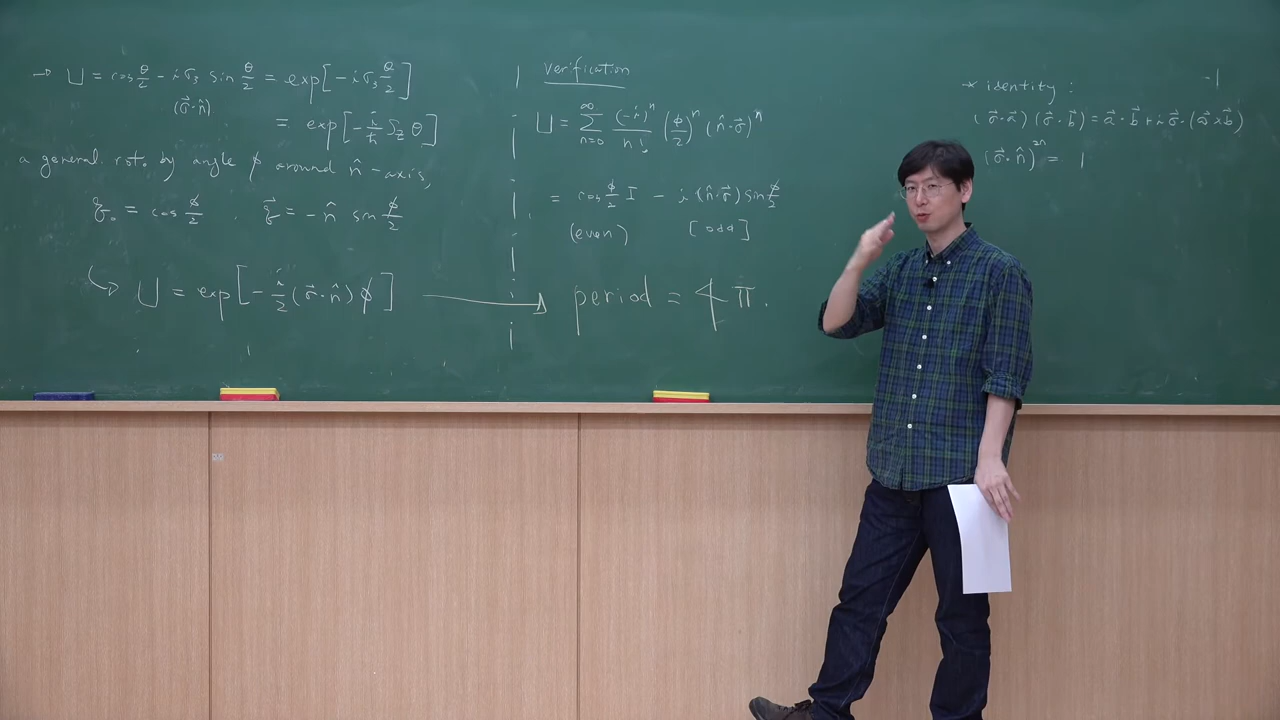 → U = cos θ/2 - iσ₃ sin θ/2 = exp[-iσ₃ θ/2]
(σ⃗·n̂)
= exp[-i/ħ S_z θ]
a general rot. by angle ϕ around n̂-axis,
q₀ = cos ϕ/2 q⃗ = -n̂ sin ϕ/2
↳ U = exp[-i/2 (σ⃗·n̂) ϕ] → period = 4π.
Verification
U = Σ_{n=0}^{∞} (-i)ⁿ/n! (ϕ/2)ⁿ (n̂·σ⃗)ⁿ
= cos ϕ/2 I - i(n̂·σ⃗) sin ϕ/2
(even) [odd]
-1
* identity:
(σ⃗·a⃗)(σ⃗·b⃗) = a⃗·b⃗ + iσ⃗·(a⃗×b⃗)
(σ⃗·n̂)²ⁿ = 1